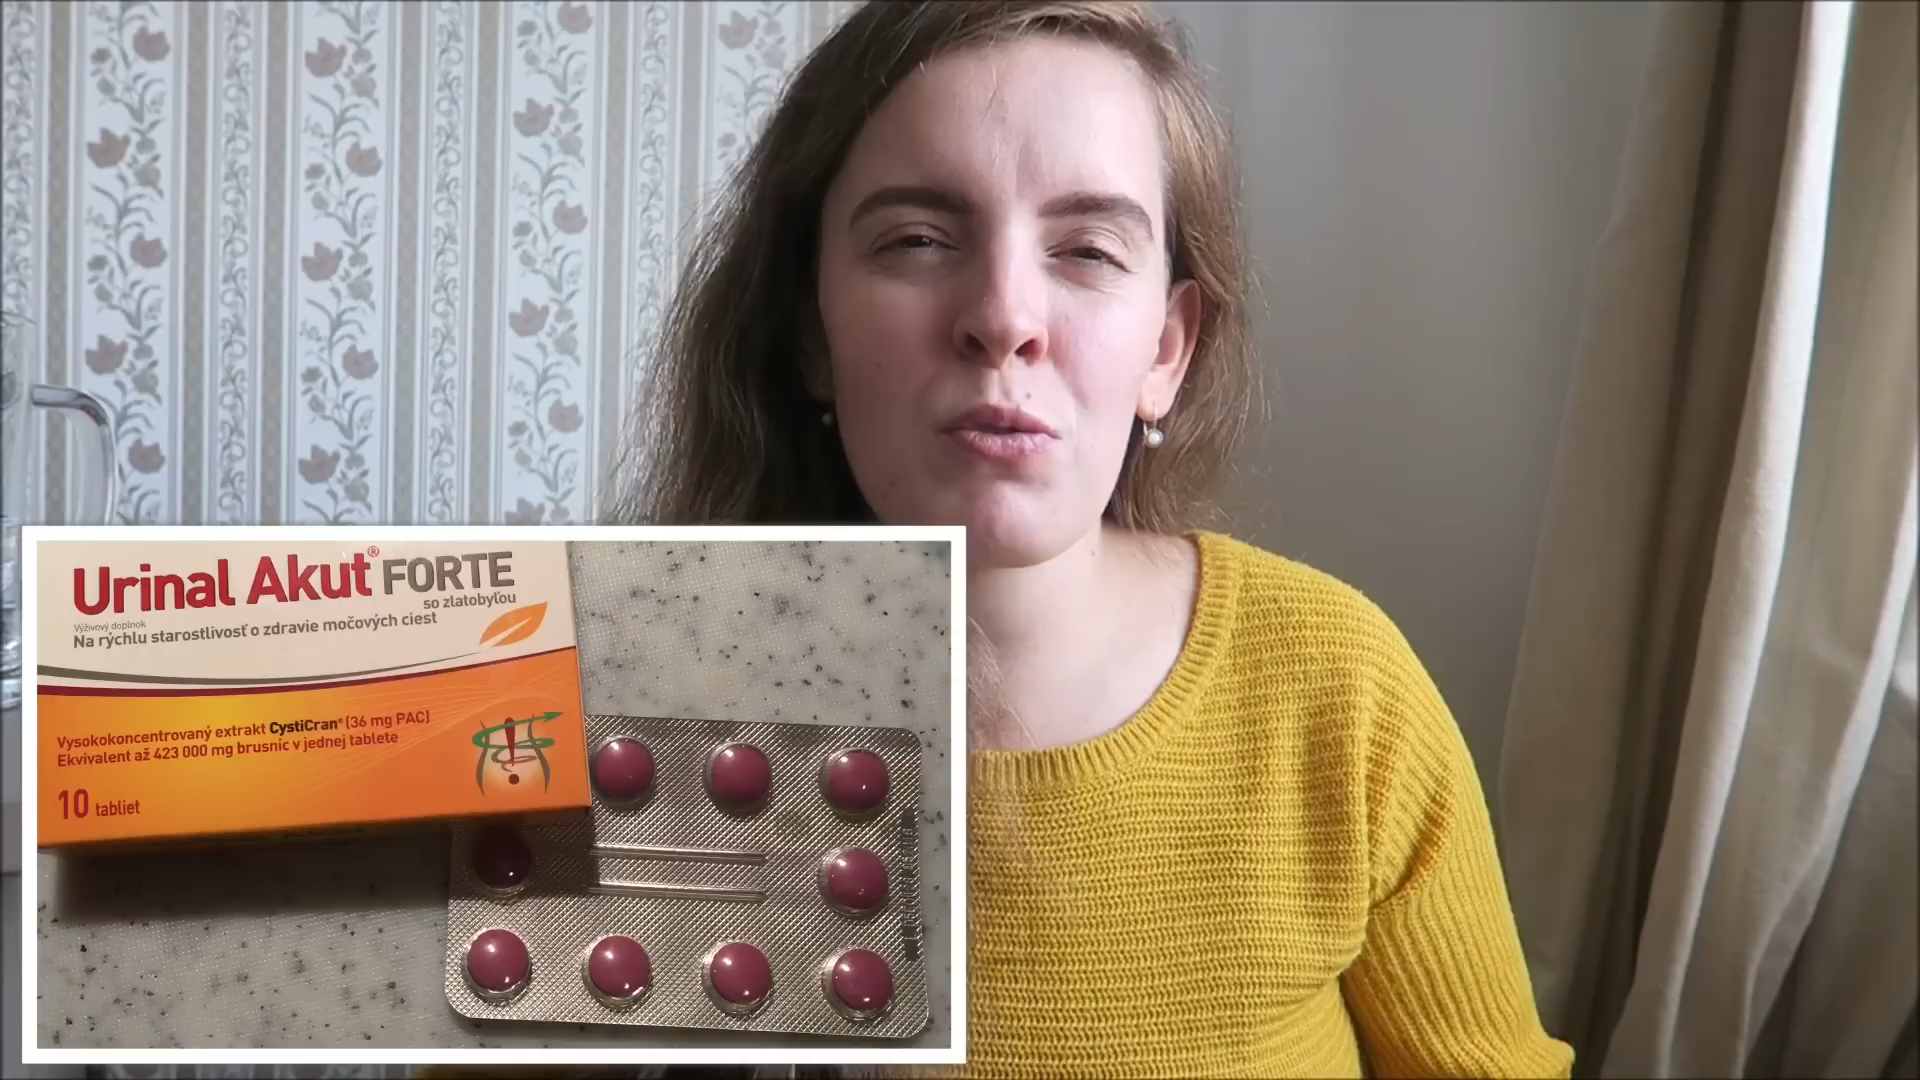 Urinal Akut® FORTE
so zlatobyľou
Výživový doplnok
Na rýchlu starostlivosť o zdravie močových ciest
Vysokokoncentrovaný extrakt CystiCran® (36 mg PAC)
Ekvivalent až 423 000 mg brusníc v jednej tablete
10 tabliet